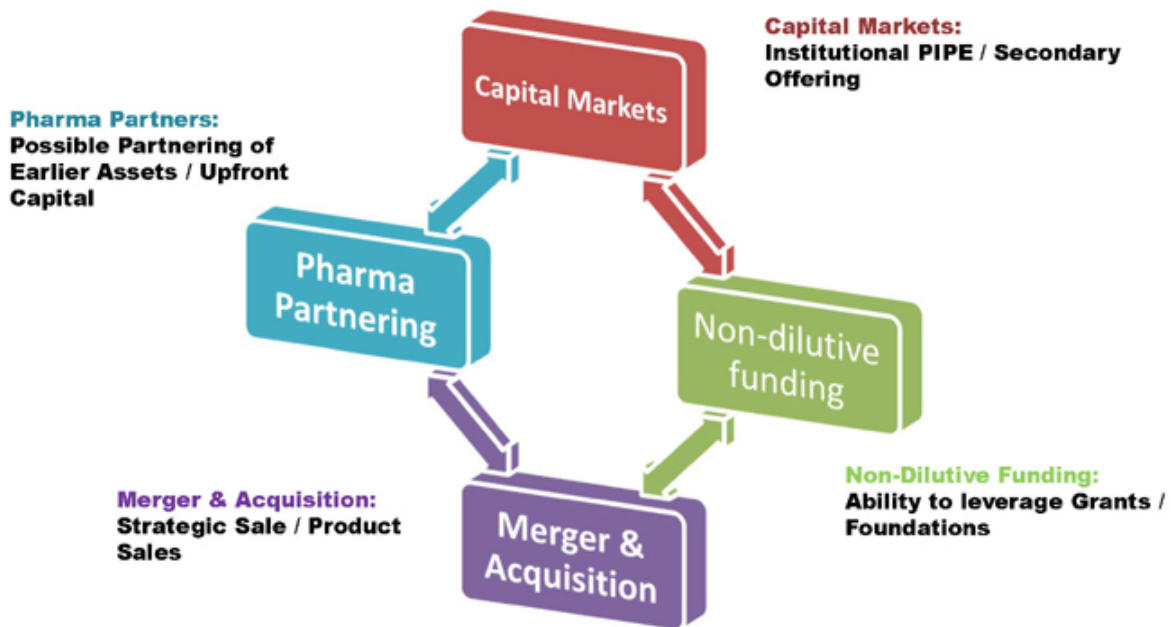 Capital Markets:
Institutional PIPE / Secondary
Offering
Capital Markets
Pharma Partners:
Possible Partnering of
Earlier Assets / Upfront
Capital
Pharma
Partnering
Non-dilutive
funding
Merger & Acquisition:
Strategic Sale / Product
Sales
Merger &
Acquisition
Non-Dilutive Funding:
Ability to leverage Grants /
Foundations